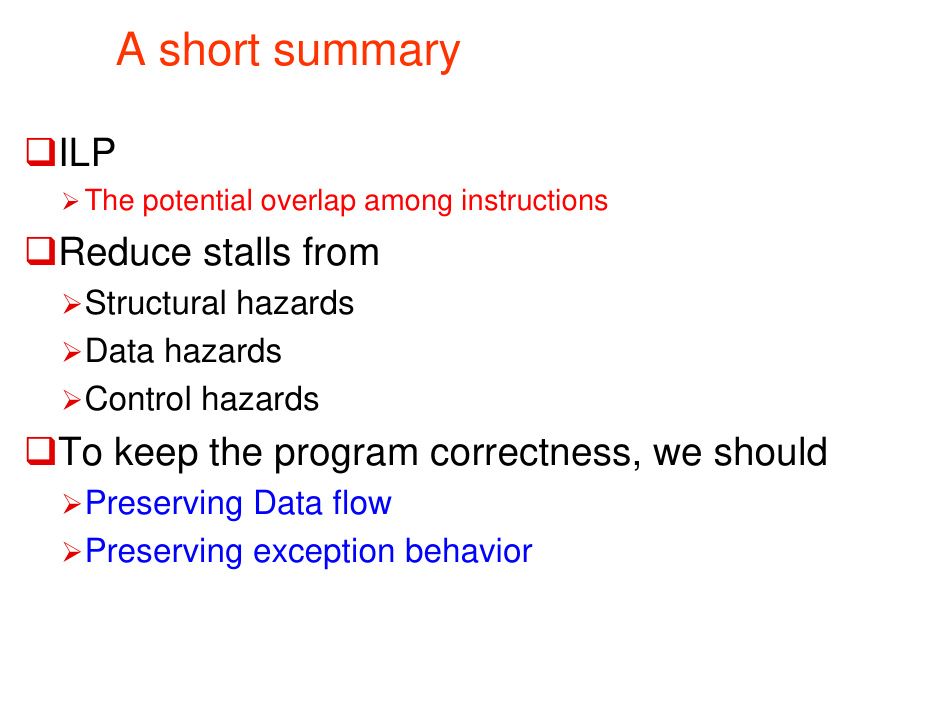 A short summary
ILP
The potential overlap among instructions
Reduce stalls from
Structural hazards
Data hazards
Control hazards
To keep the program correctness, we should
Preserving Data flow
Preserving exception behavior